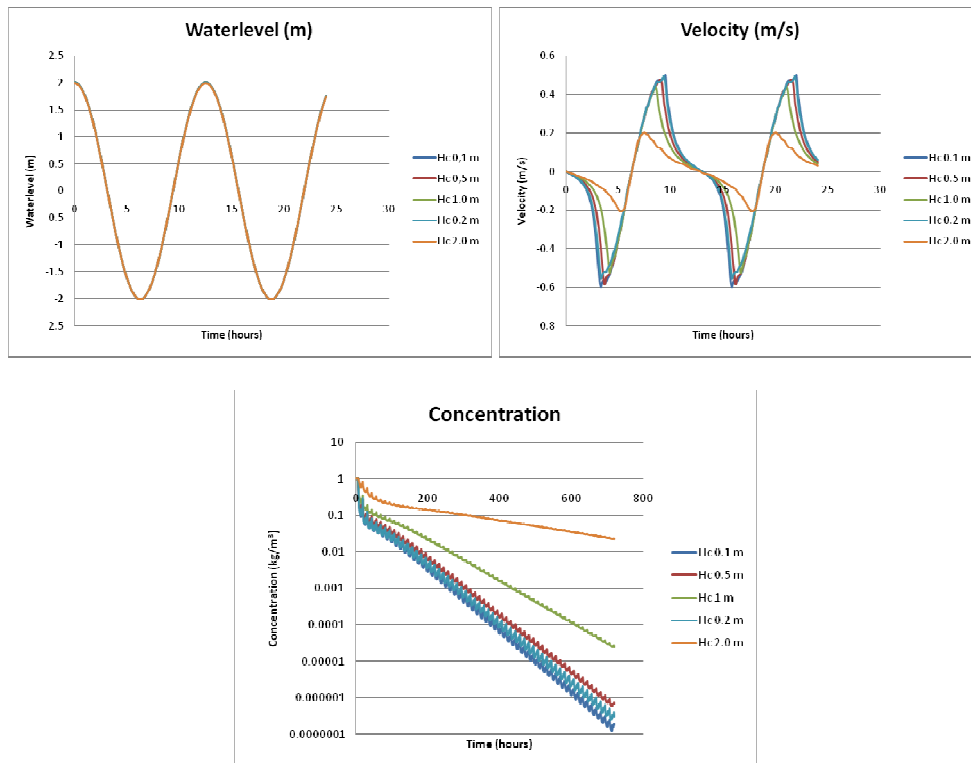 Waterlevel (m)
2.5
2
1.5
1
0.5
0
0.5
1
-1.5
-2
2.5
0
5
10
15
20
25
30
Waterlevel (m)
Time (hours)
Hc 0,1 m
Hc 0,5 m
Hc 1.0 m
Hc 0.2 m
Hc 2.0 m
Velocity (m/s)
0.6
0.4
0.2
0
-0.2
-0.4
-0.6
0.8
0
5
10
15
20
25
30
Velocity (m/s)
Time (hours)
Hc 0.1 m
Hc 0.5 m
Hc 1.0 m
Hc 0.2 m
Hc 2.0 m
Concentration
10
1
0.1
0.01
0.001
0.0001
0.00001
0.000001
0.0000001
0
200
400
600
800
Concentration (kg/m³)
Time (hours)
Hc 0.1 m
Hc 0.5 m
Hc 1 m
Hc 0.2 m
Hc 2.0 m